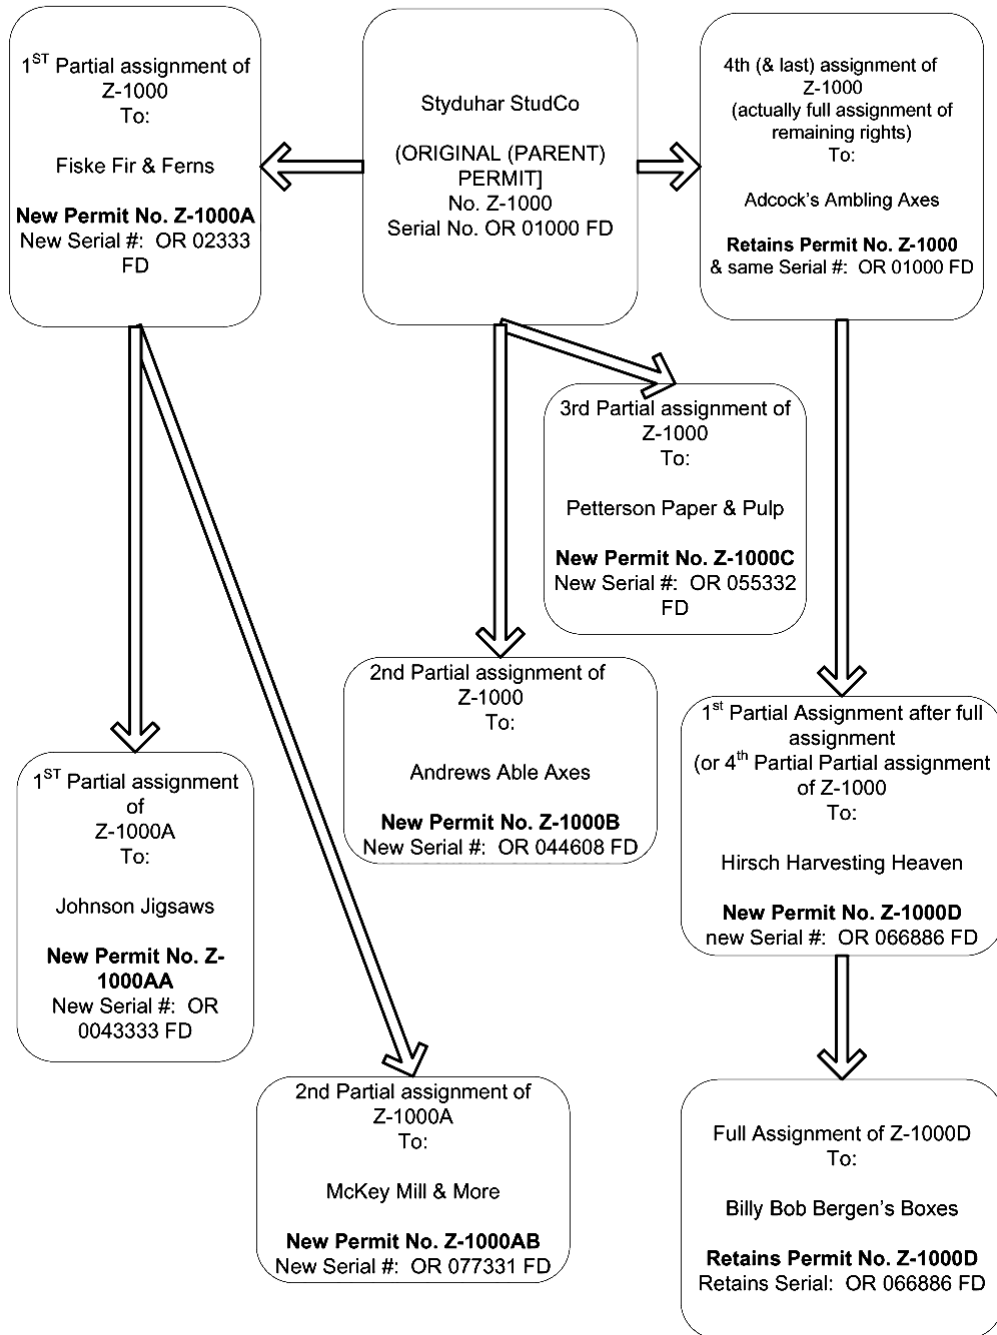 1ST Partial assignment of
Z-1000
To:
Fiske Fir & Ferns
New Permit No. Z-1000A
New Serial #: OR 02333
FD
Styduhar StudCo
(ORIGINAL (PARENT)
PERMIT]
No. Z-1000
Serial No. OR 01000 FD
4th (& last) assignment of
Z-1000
(actually full assignment of
remaining rights)
To:
Adcock's Ambling Axes
Retains Permit No. Z-1000
& same Serial #: OR 01000 FD
3rd Partial assignment of
Z-1000
To:
Petterson Paper & Pulp
New Permit No. Z-1000C
New Serial #: OR 055332
FD
2nd Partial assignment of
Z-1000
To:
Andrews Able Axes
New Permit No. Z-1000B
New Serial #: OR 044608 FD
1st Partial Assignment after full
assignment
(or 4th Partial Partial assignment
of Z-1000
To:
Hirsch Harvesting Heaven
New Permit No. Z-1000D
new Serial #: OR 066886 FD
1ST Partial assignment
of
Z-1000A
To:
Johnson Jigsaws
New Permit No. Z-
1000AA
New Serial #: OR
0043333 FD
2nd Partial assignment of
Z-1000A
To:
McKey Mill & More
New Permit No. Z-1000AB
New Serial #: OR 077331 FD
Full Assignment of Z-1000D
To:
Billy Bob Bergen's Boxes
Retains Permit No. Z-1000D
Retains Serial: OR 066886 FD